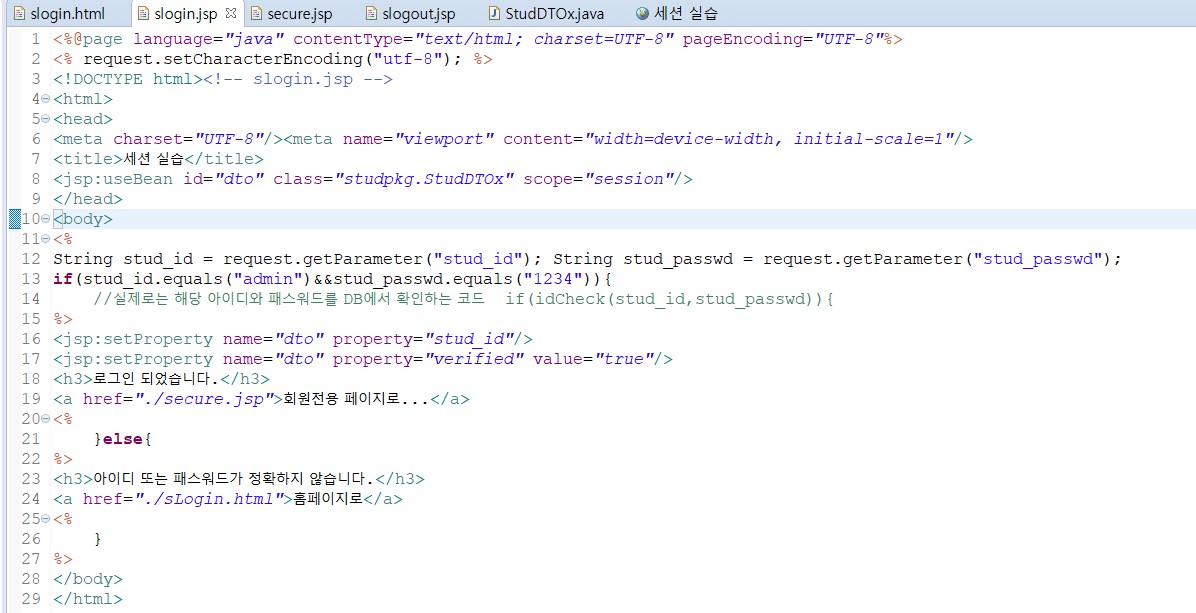 slogin.html slogin.jsp secure.jsp slogout.jsp StudDTOx.java 세션 실습
1 <%@page language="java" contentType="text/html; charset=UTF-8" pageEncoding="UTF-8"%>
2 <% request.setCharacterEncoding("utf-8"); %>
3 <!DOCTYPE html><!-- slogin.jsp -->
4 <html>
5 <head>
6 <meta charset="UTF-8"/><meta name="viewport" content="width=device-width, initial-scale=1"/>
7 <title>세션 실습</title>
8 <jsp:useBean id="dto" class="studpkg.StudDTOx" scope="session"/>
9 </head>
10 <body>
11 <%
12 String stud_id = request.getParameter("stud_id"); String stud_passwd = request.getParameter("stud_passwd");
13 if(stud_id.equals("admin")&&stud_passwd.equals("1234")){
14     //실제로는 해당 아이디와 패스워드를 DB에서 확인하는 코드  if(idCheck(stud_id,stud_passwd)){
15 %>
16 <jsp:setProperty name="dto" property="stud_id"/>
17 <jsp:setProperty name="dto" property="verified" value="true"/>
18 <h3>로그인 되었습니다.</h3>
19 <a href="./secure.jsp">회원전용 페이지로...</a>
20 <%
21     }else{
22 %>
23 <h3>아이디 또는 패스워드가 정확하지 않습니다.</h3>
24 <a href="./sLogin.html">홈페이지로</a>
25 <%
26     }
27 %>
28 </body>
29 </html>